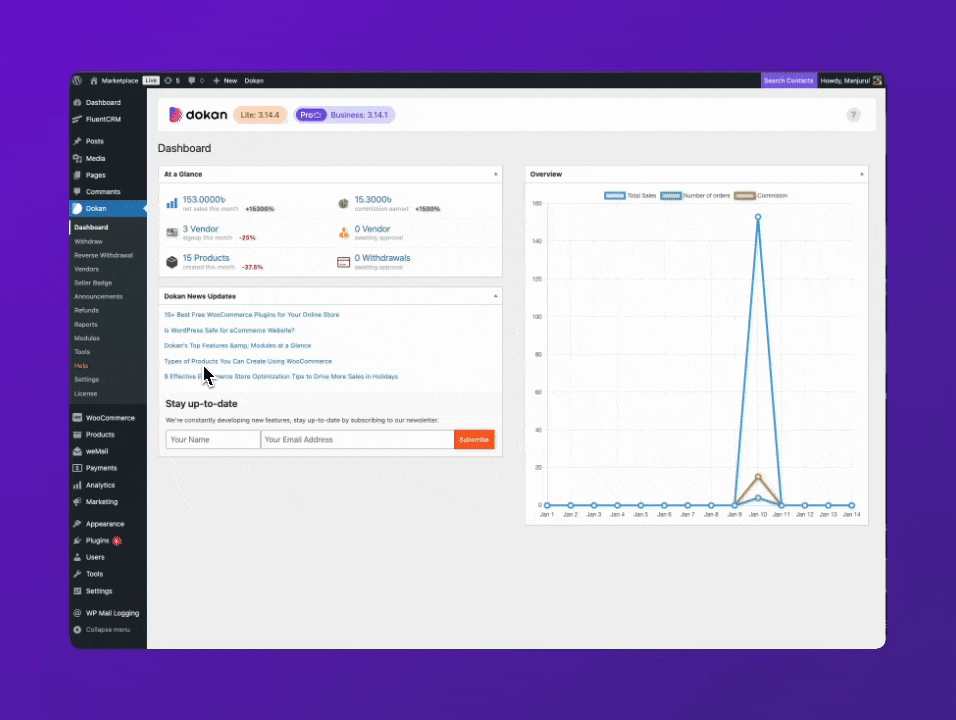 Marketplace Live 5 0 New Dokan Search Contacts Howdy, Manjurul
Dashboard
FluentCRM
Posts
Media
Pages
Comments
Dokan
Dashboard
Withdraw
Reverse Withdrawal
Vendors
Seller Badge
Announcements
Refunds
Reports
Modules
Tools
Help
Settings
License
WooCommerce
Products
weMail
Payments
Analytics
Marketing
Appearance
Plugins
Users
Tools
Settings
WP Mail Logging
Collapse menu
dokan Lite: 3.14.4 Pro Business: 3.14.1 ?
Dashboard
At a Glance
153.0000৳
net sales this month +15300%
15.3000৳
commission earned +1500%
3 Vendor
signup this month -25%
0 Vendor
awaiting approval
15 Products
created this month -37.5%
0 Withdrawals
awaiting approval
Dokan News Updates
15+ Best Free WooCommerce Plugins for Your Online Store
Is WordPress Safe for eCommerce Website?
Dokan's Top Features &amp; Modules at a Glance
Types of Products You Can Create Using WooCommerce
9 Effective Store Optimization Tips to Drive More Sales in Holidays
Stay up-to-date
We're constantly developing new features, stay up-to-date by subscribing to our newsletter.
Your Name Your Email Address Subscribe
Overview
Total Sales Number of orders Commision
160
140
120
100
80
60
40
20
0
Jan 1 Jan 2 Jan 3 Jan 4 Jan 5 Jan 6 Jan 7 Jan 8 Jan 9 Jan 10 Jan 11 Jan 12 Jan 13 Jan 14